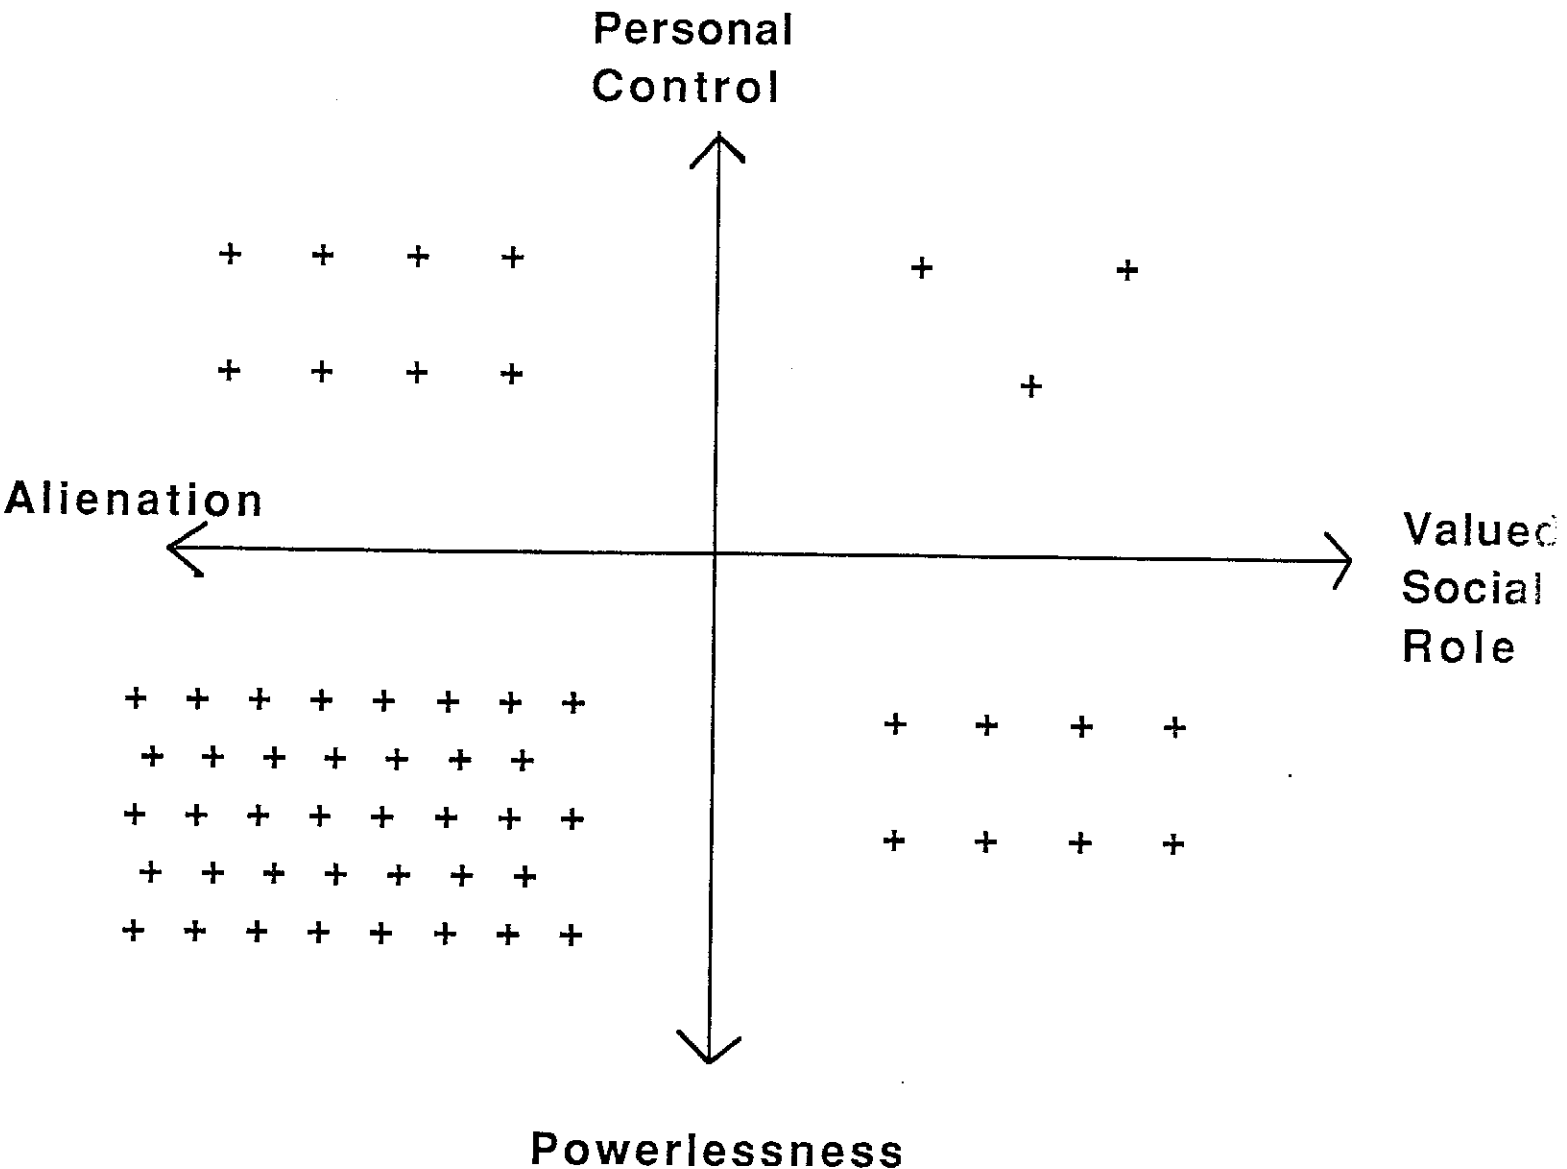 Personal
Control
Alienation
Valued
Social
Role
Powerlessness